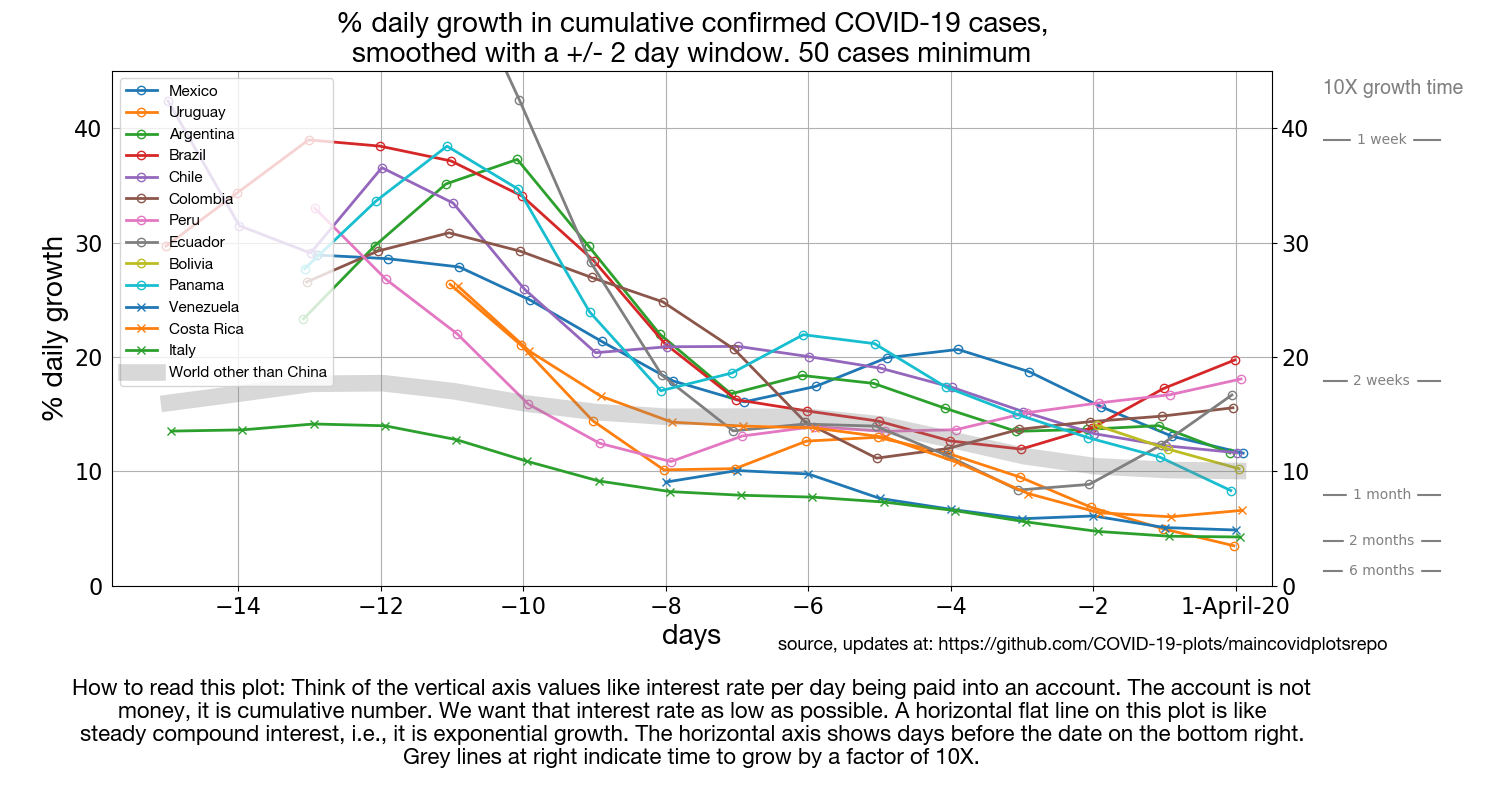 % daily growth in cumulative confirmed COVID-19 cases,
smoothed with a +/- 2 day window. 50 cases minimum
% daily growth
40
30
20
10
0
Mexico
Uruguay
Argentina
Brazil
Chile
Colombia
Peru
Ecuador
Bolivia
Panama
Venezuela
Costa Rica
Italy
World other than China
40
30
20
10
0
10X growth time
1 week
2 weeks
1 month
2 months
6 months
−14 −12 −10 −8 −6 −4 −2 1-April-20
days
source, updates at: https://github.com/COVID-19-plots/maincovidplotsrepo
How to read this plot: Think of the vertical axis values like interest rate per day being paid into an account. The account is not
money, it is cumulative number. We want that interest rate as low as possible. A horizontal flat line on this plot is like
steady compound interest, i.e., it is exponential growth. The horizontal axis shows days before the date on the bottom right.
Grey lines at right indicate time to grow by a factor of 10X.